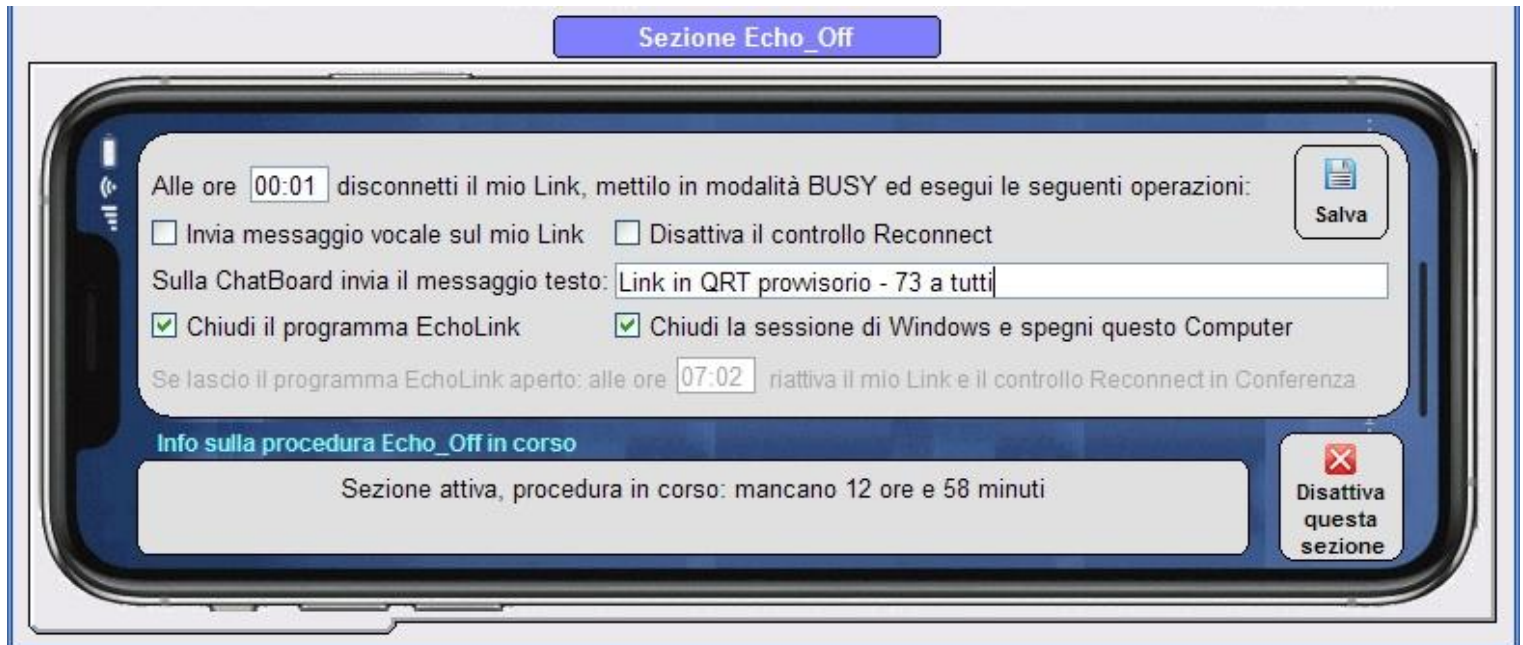 Sezione Echo_Off
Alle ore 00:01 disconnetti il mio Link, mettilo in modalità BUSY ed esegui le seguenti operazioni:
Salva
Invia messaggio vocale sul mio Link Disattiva il controllo Reconnect
Sulla ChatBoard invia il messaggio testo: Link in QRT provvisorio - 73 a tutti
Chiudi il programma EchoLink Chiudi la sessione di Windows e spegni questo Computer
Se lascio il programma EchoLink aperto: alle ore 07:02 riattiva il mio Link e il controllo Reconnect in Conferenza
Info sulla procedura Echo_Off in corso
Sezione attiva, procedura in corso: mancano 12 ore e 58 minuti
Disattiva
questa
sezione